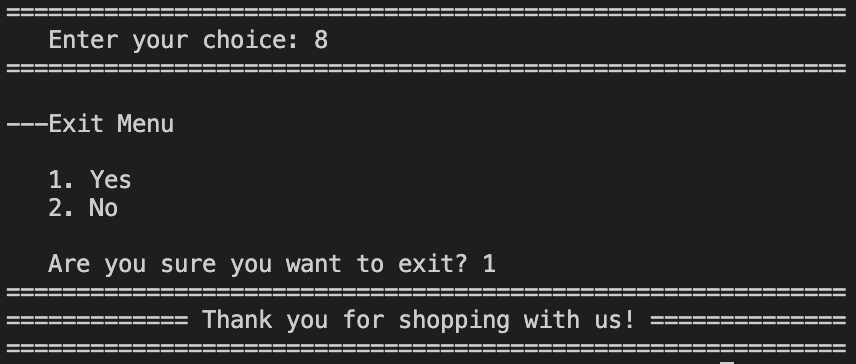 ============================================================
   Enter your choice: 8
============================================================
---Exit Menu
   1. Yes
   2. No
   Are you sure you want to exit? 1
============================================================
============= Thank you for shopping with us! ==============
============================================================